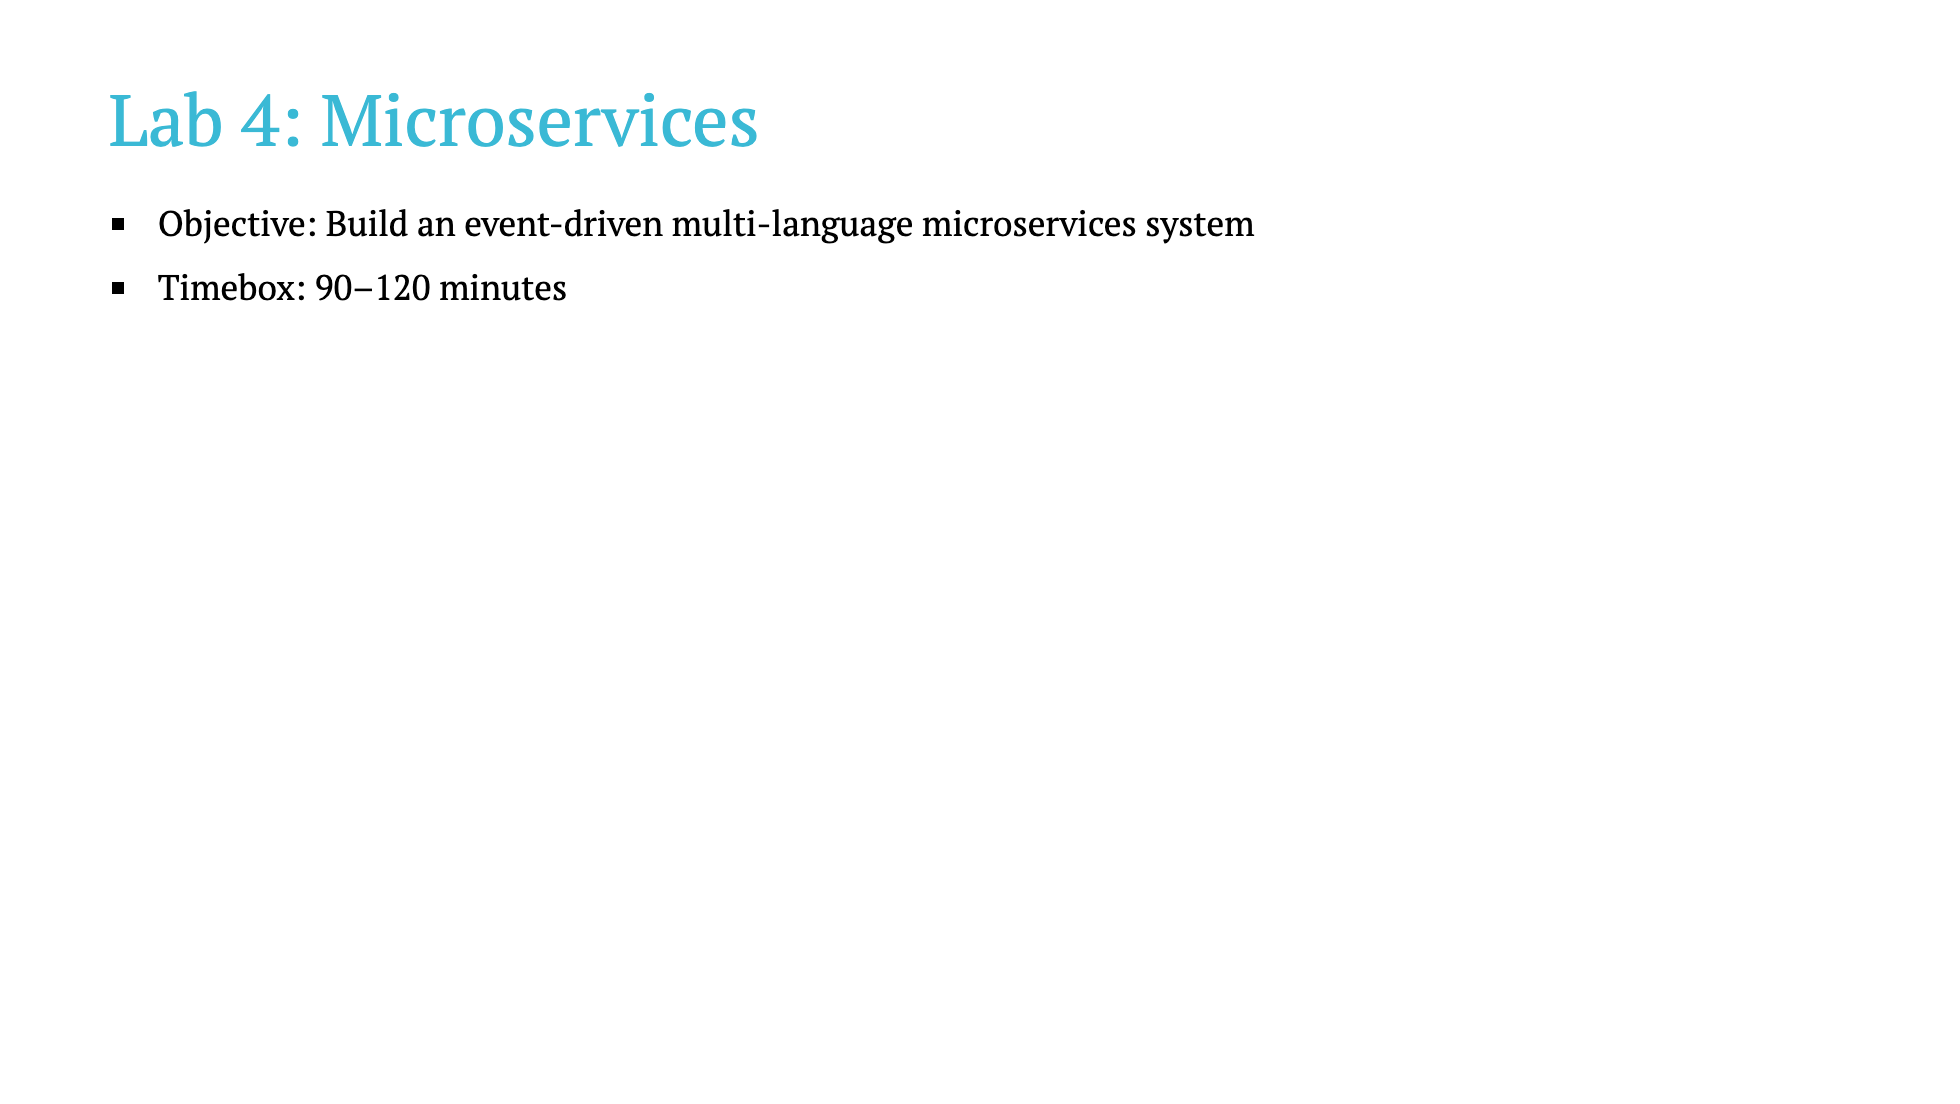 Lab 4: Microservices
▪ Objective: Build an event-driven multi-language microservices system
▪ Timebox: 90–120 minutes